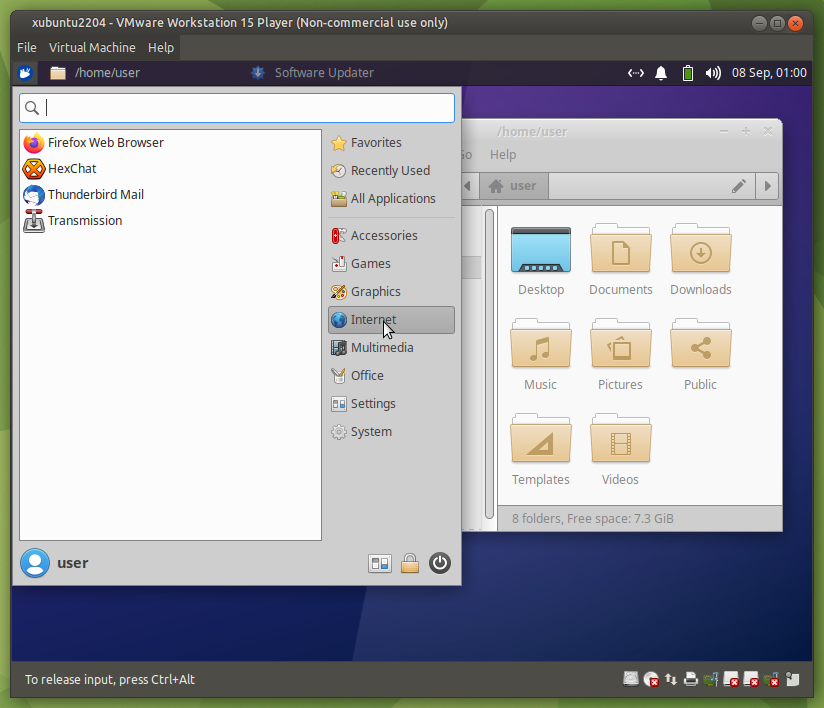 xubuntu2204 - VMware Workstation 15 Player (Non-commercial use only)
File Virtual Machine Help
/home/user Software Updater 08 Sep, 01:00
Firefox Web Browser
HexChat
Thunderbird Mail
Transmission
Favorites
Recently Used
All Applications
Accessories
Games
Graphics
Internet
Multimedia
Office
Settings
System
user
/home/user
Help
user
Desktop Documents Downloads
Music Pictures Public
Templates Videos
8 folders, Free space: 7.3 GiB
To release input, press Ctrl+Alt